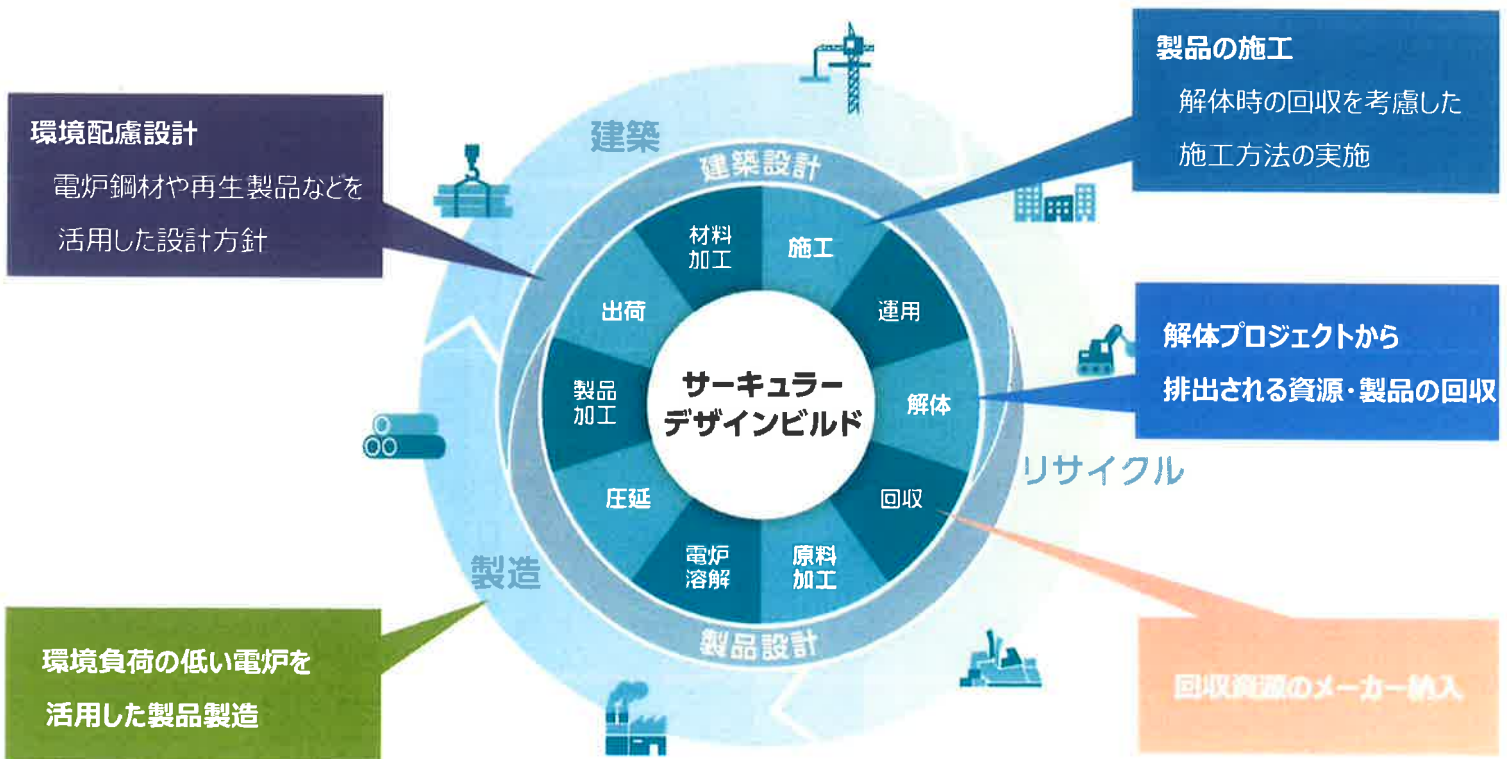 環境配慮設計
電炉鋼材や再生製品などを
活用した設計方針
製品の施工
解体時の回収を考慮した
施工方法の実施
解体プロジェクトから
排出される資源・製品の回収
回収資源のメーカー納入
環境負荷の低い電炉を
活用した製品製造
建築
リサイクル
製造
建築設計
製品設計
材料
加工
施工
運用
解体
回収
原料
加工
電炉
溶解
圧延
製品
加工
出荷
サーキュラー
デザインビルド